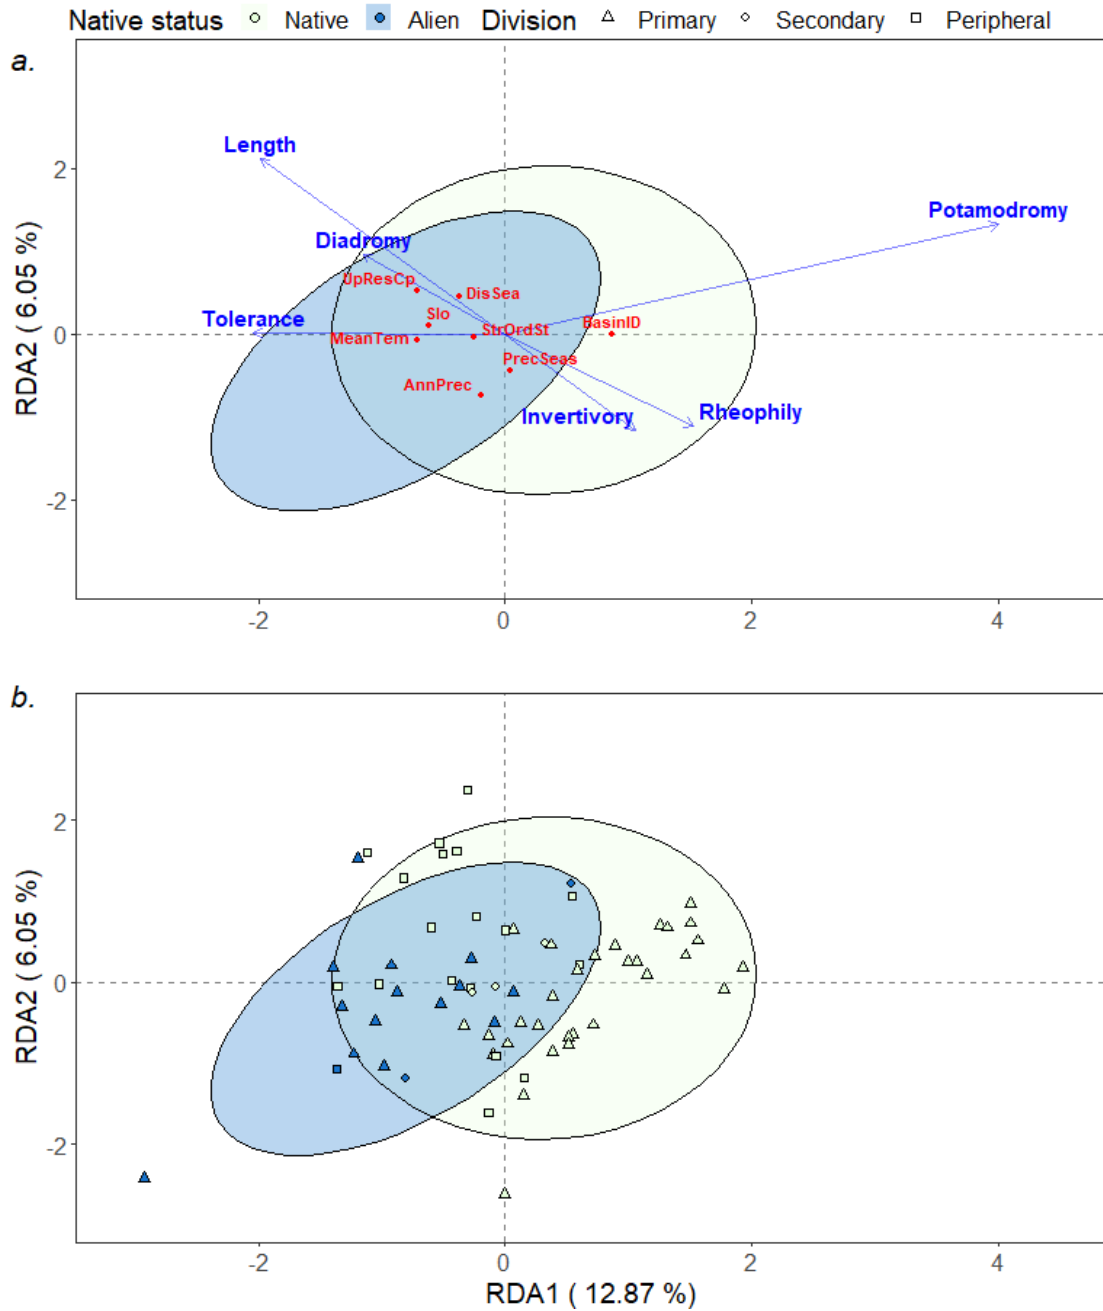 Native status Native Alien Division Primary Secondary Peripheral
a.
Length
Potamodromy
Diadromy
UpResCp
DisSea
Slo
Tolerance
StrOrdSt
BasinID
MeanTem
PrecSeas
AnnPrec
Invertivory
Rheophily
2
0
-2
RDA2 ( 6.05 %)
-2 0 2 4
b.
2
0
-2
RDA2 ( 6.05 %)
-2 0 2 4
RDA1 ( 12.87 %)